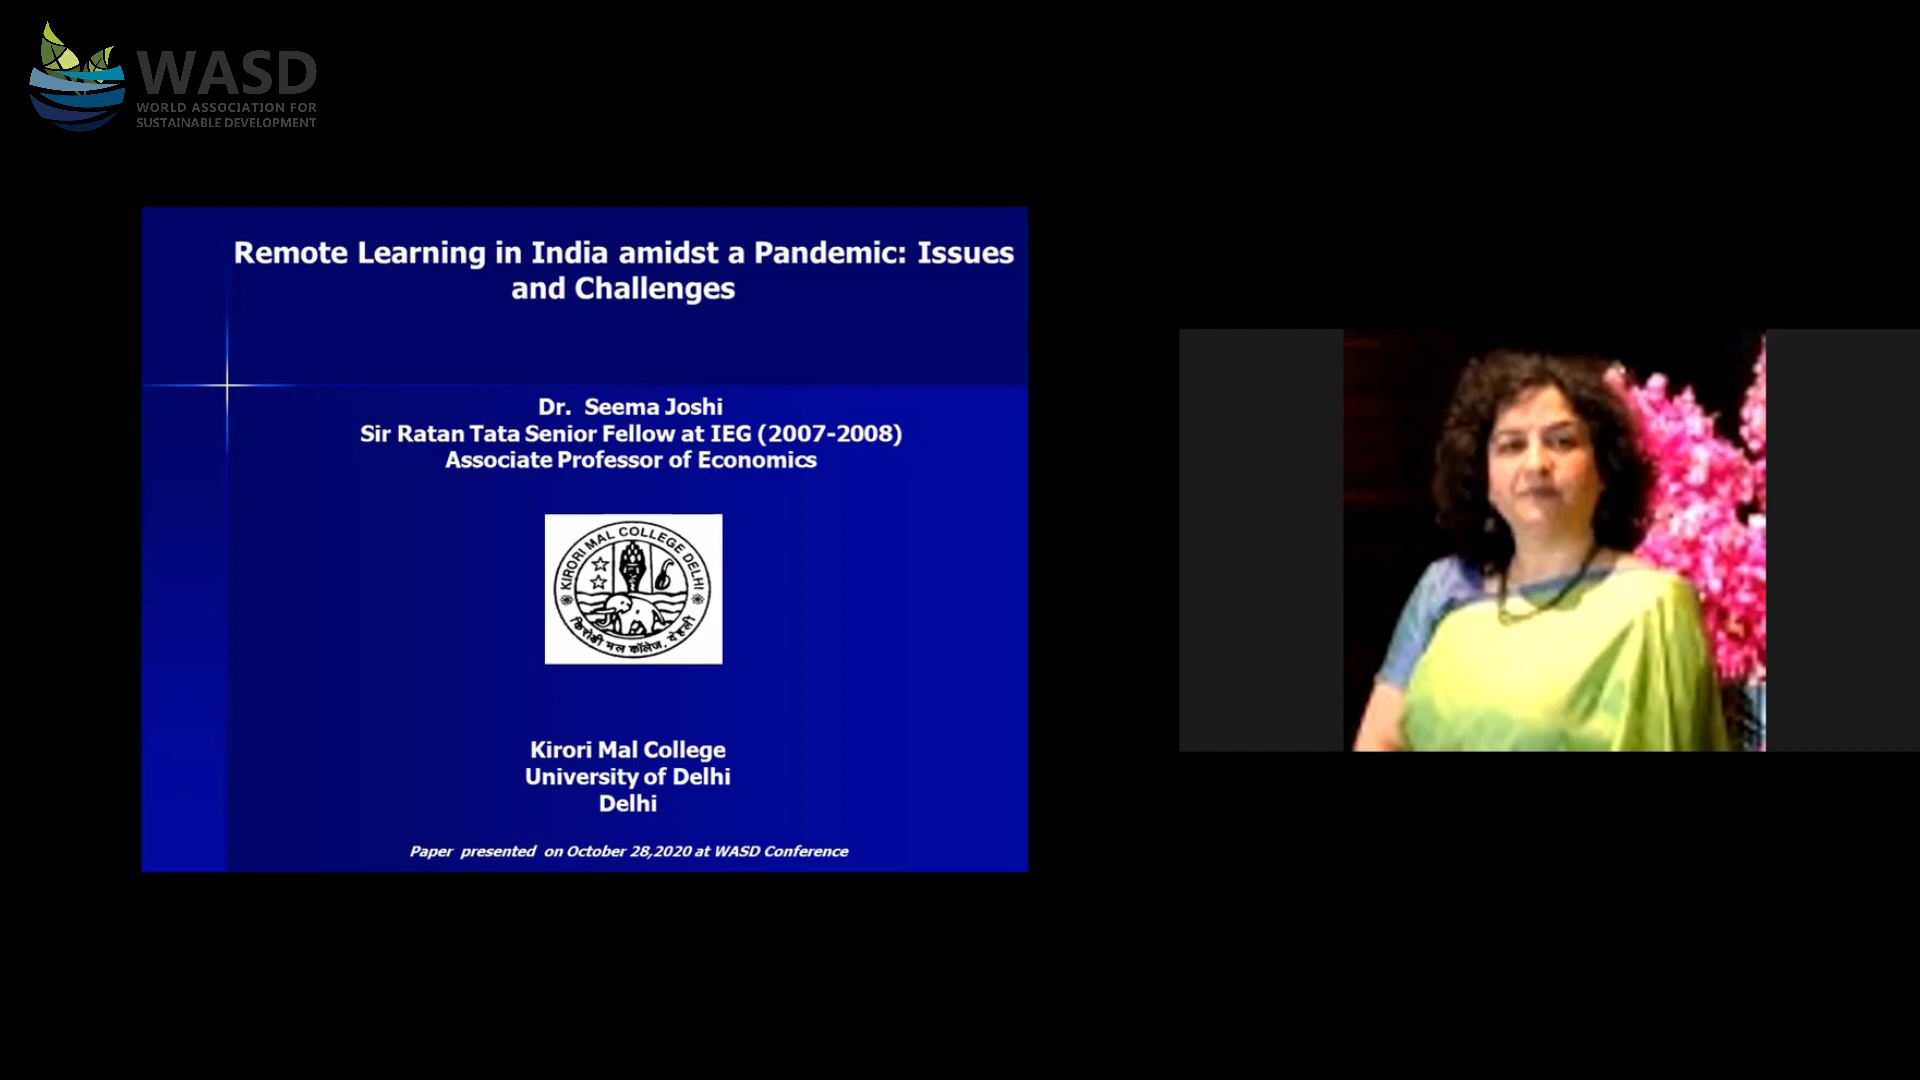 WASD
WORLD ASSOCIATION FOR
SUSTAINABLE DEVELOPMENT
Remote Learning in India amidst a Pandemic: Issues
and Challenges
Dr. Seema Joshi
Sir Ratan Tata Senior Fellow at IEG (2007-2008)
Associate Professor of Economics
KIRORI MAL COLLEGE DELHI
किरोड़ी मल कॉलेज, देहली
Kirori Mal College
University of Delhi
Delhi
Paper presented on October 28,2020 at WASD Conference